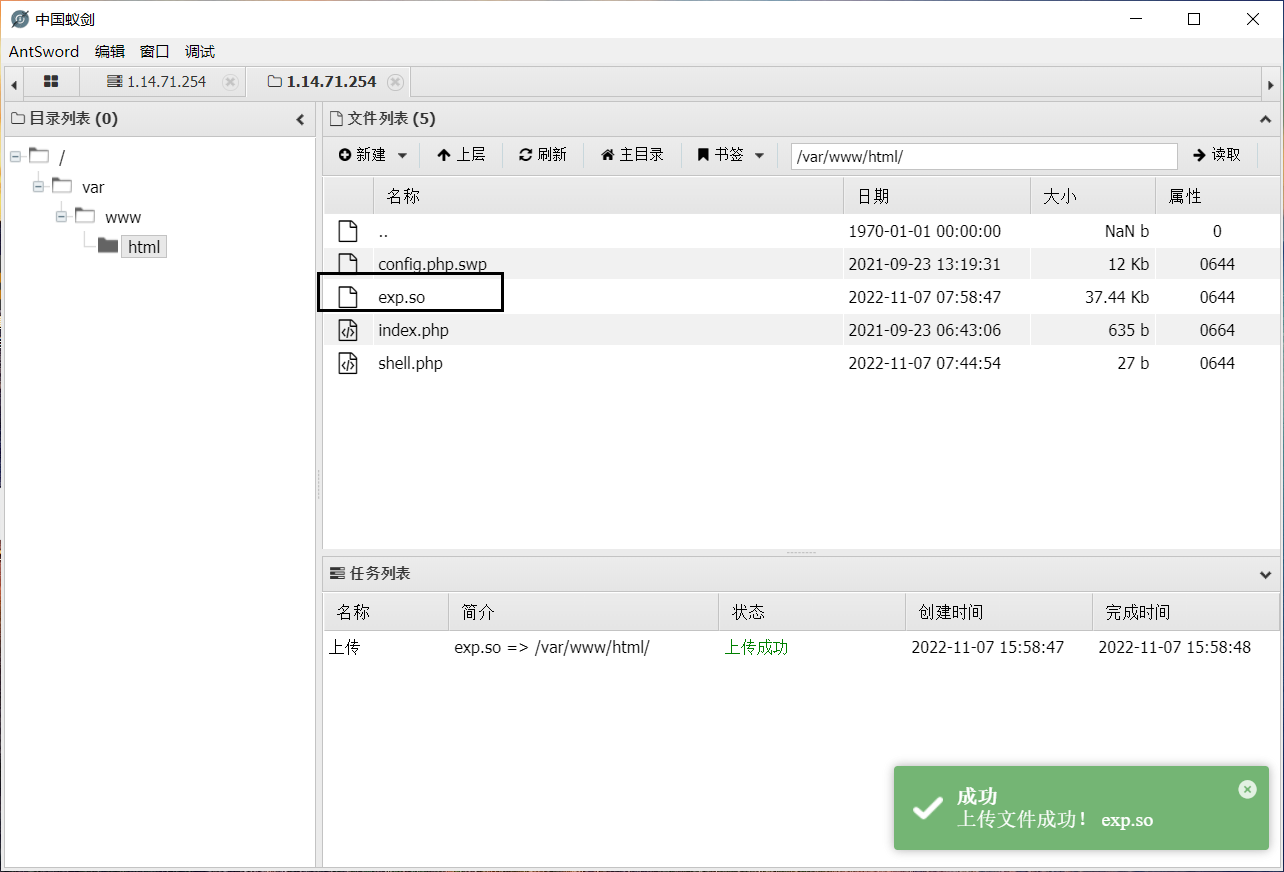 中国蚁剑
AntSword 编辑 窗口 调试
1.14.71.254 1.14.71.254
目录列表 (0)
/
var
www
html
文件列表 (5)
新建 上层 刷新 主目录 书签 /var/www/html/ 读取
名称 日期 大小 属性
.. 1970-01-01 00:00:00 NaN b 0
config.php.swp 2021-09-23 13:19:31 12 Kb 0644
exp.so 2022-11-07 07:58:47 37.44 Kb 0644
index.php 2021-09-23 06:43:06 635 b 0664
shell.php 2022-11-07 07:44:54 27 b 0644
任务列表
名称 简介 状态 创建时间 完成时间
上传 exp.so => /var/www/html/ 上传成功 2022-11-07 15:58:47 2022-11-07 15:58:48
成功
上传文件成功！ exp.so